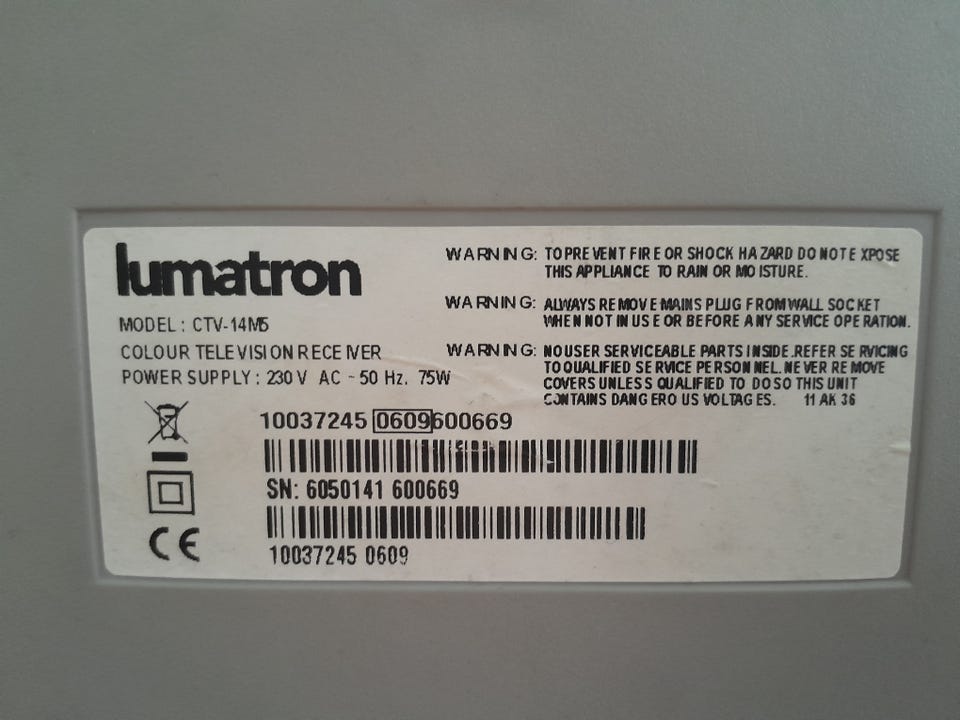 lumatron
MODEL : CTV-14M5
COLOUR TELEVISION RECEIVER
POWER SUPPLY : 230 V AC ~ 50 Hz. 75W
WARNING: TO PREVENT FIRE OR SHOCK HAZARD DO NOT EXPOSE
THIS APPLIANCE TO RAIN OR MOISTURE.
WARNING: ALWAYS REMOVE MAINS PLUG FROM WALL SOCKET
WHEN NOT IN USE OR BEFORE ANY SERVICE OPERATION.
WARNING: NO USER SERVICEABLE PARTS INSIDE.REFER SERVICING
TO QUALIFIED SERVICE PERSONNEL. NEVER REMOVE
COVERS UNLESS QUALIFIED TO DO SO THIS UNIT
CONTAINS DANGEROUS VOLTAGES. 11 AK 36
10037245 0609600669
SN: 6050141 600669
10037245 0609
CE